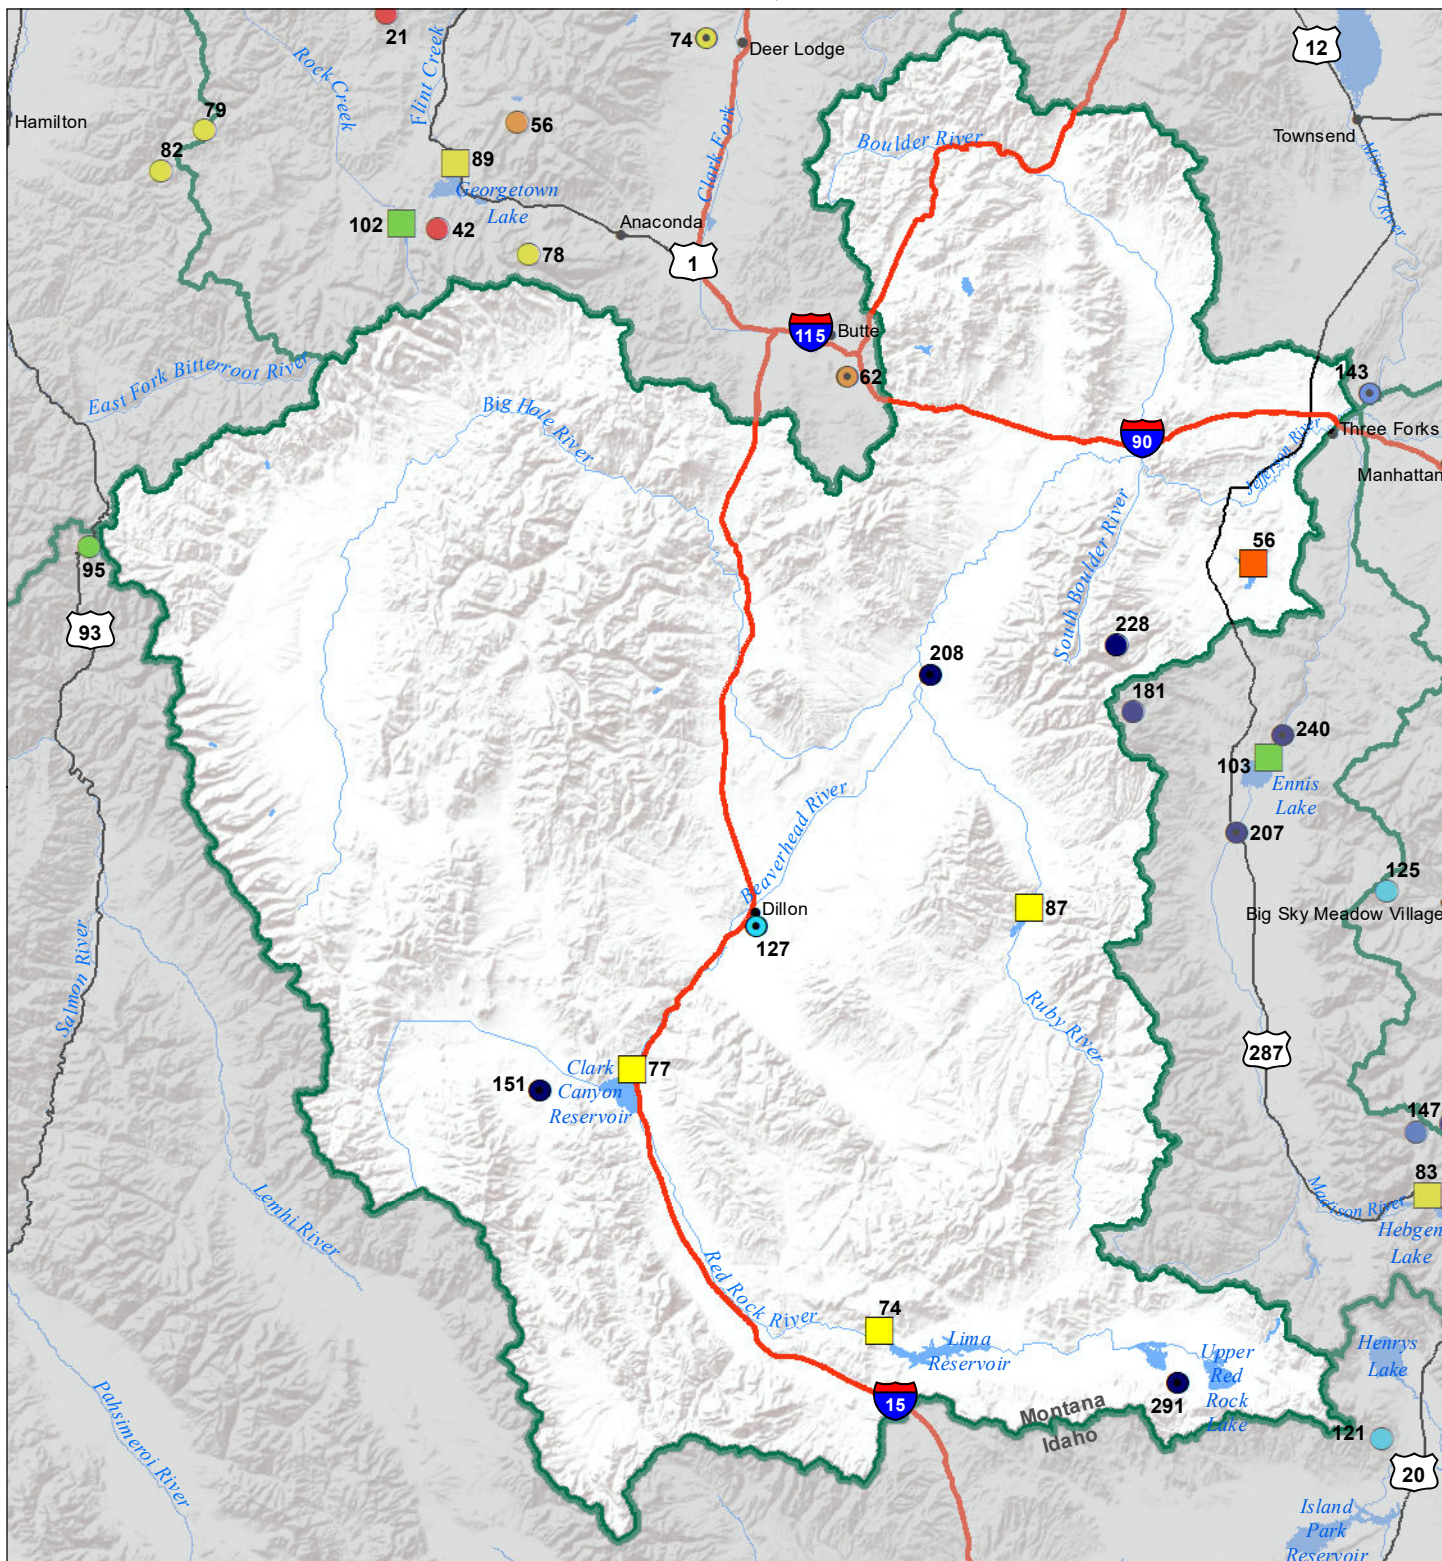 21
Rock Creek
Flint Creek
74
Deer Lodge
12
Hamilton
79
56
Clark Fork
Boulder River
Townsend
82
89
Georgetown
Lake
Missouri River
102
42
Anaconda
78
1
115
Butte
East Fork Bitterroot River
62
143
Big Hole River
90
Jefferson River
Three Forks
Manhattan
South Boulder River
56
95
93
228
208
181
240
103
Ennis
Lake
Beaverhead River
207
125
Dillon
87
Big Sky Meadow Village
127
Salmon River
Ruby River
287
Clark
Canyon
Reservoir
77
151
147
83
Lemhi River
Madison River
Hebgen
Lake
Red Rock River
74
Lima
Reservoir
Upper
Red
Rock
Lake
Henrys
Lake
291
15
Montana
Idaho
121
Pahsimeroi River
20
Island
Park
Reservoir